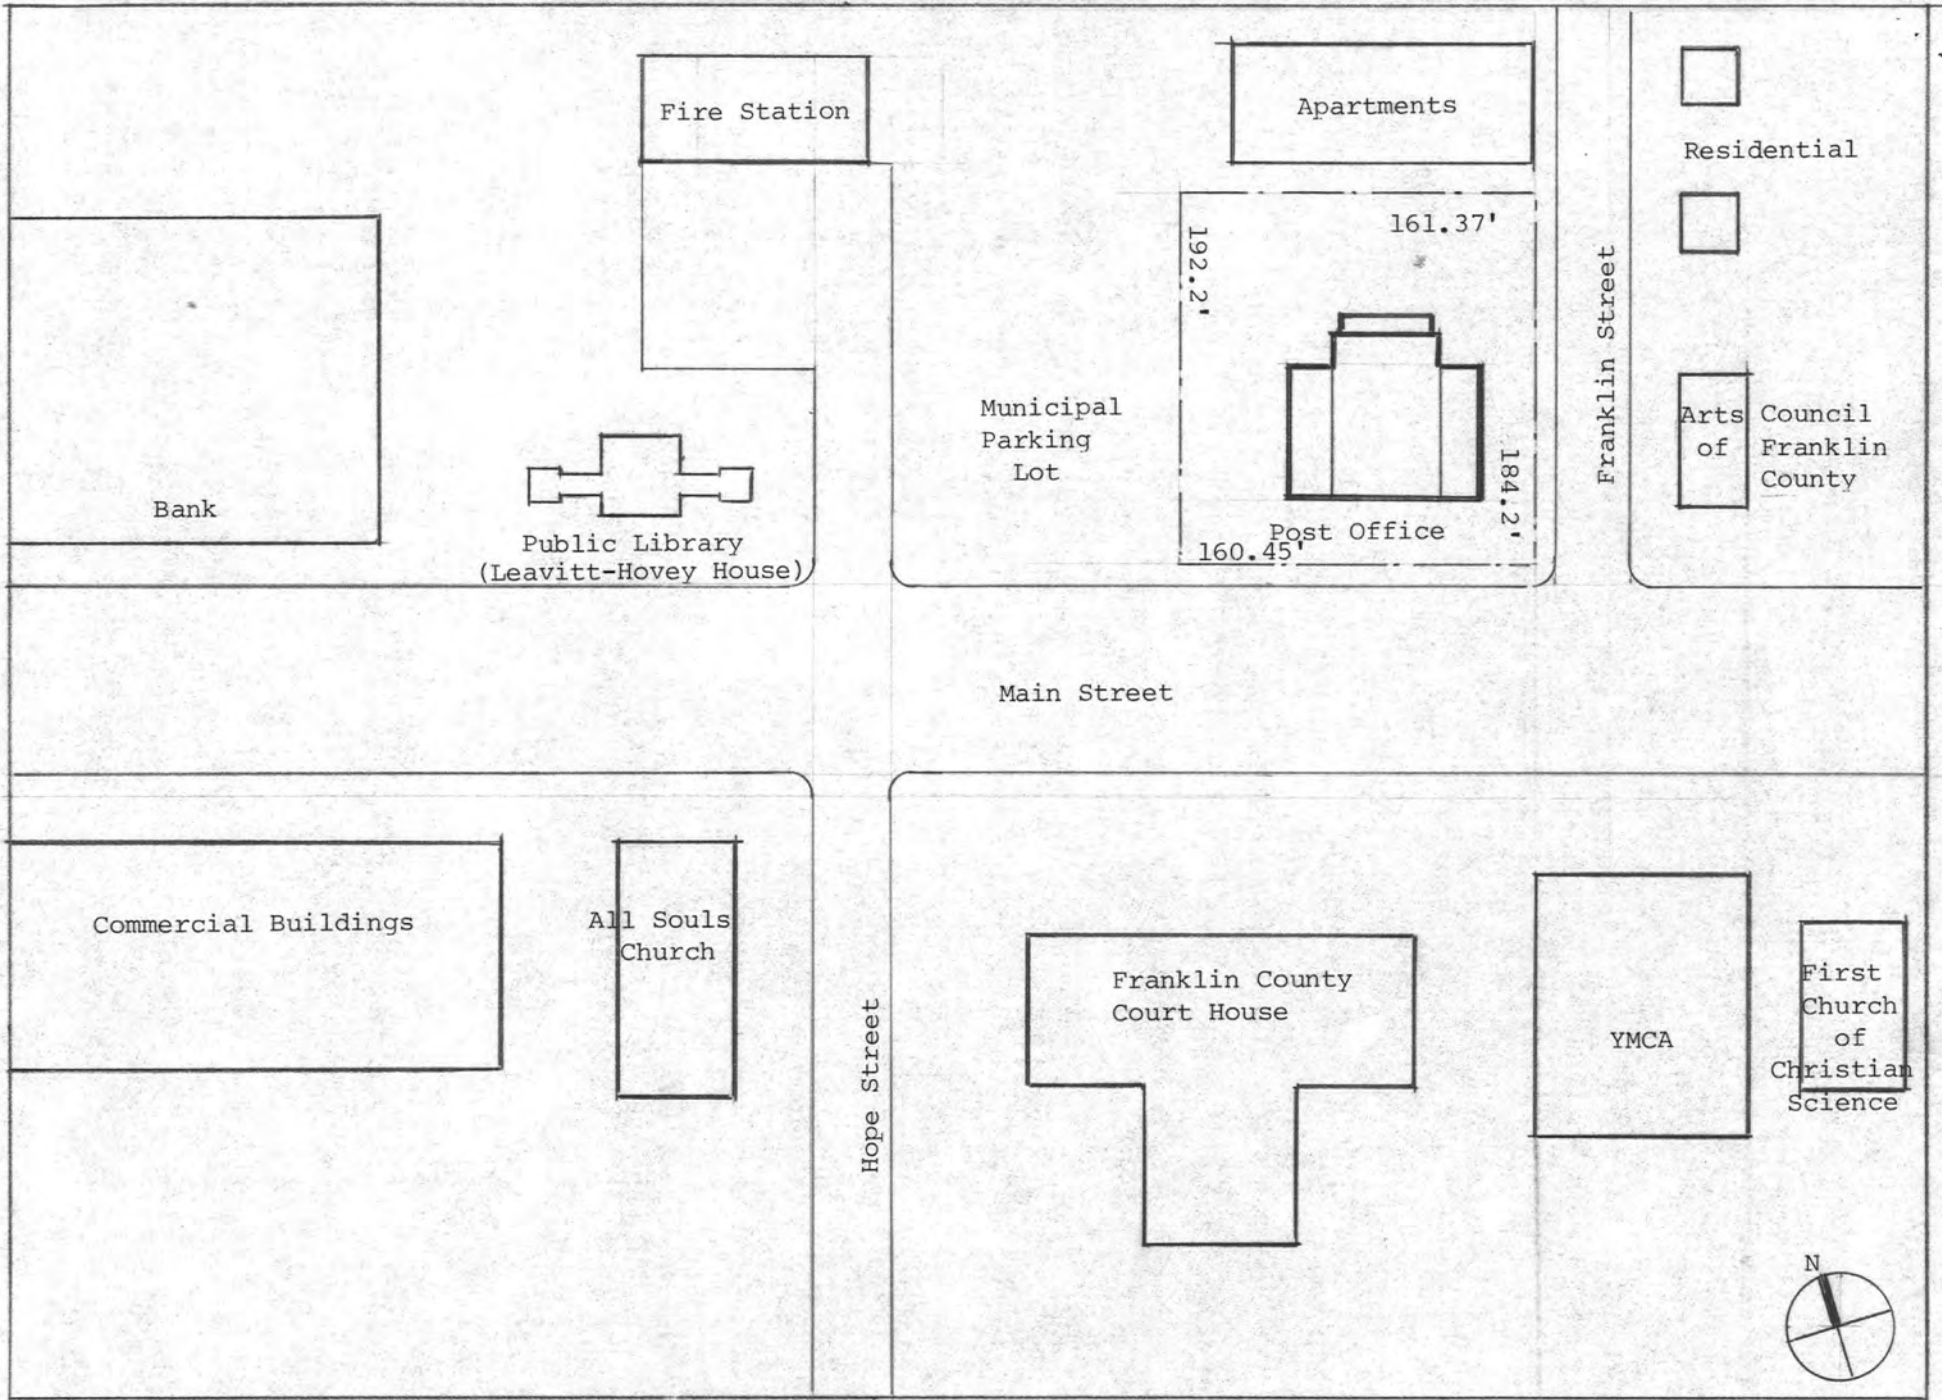 Fire Station
Apartments
Residential
161.37'
192.2'
Franklin Street
Municipal
Parking
Lot
Arts Council
of Franklin
County
184.2'
Bank
Public Library
(Leavitt-Hovey House)
Post Office
160.45'
Main Street
Commercial Buildings
All Souls
Church
Hope Street
Franklin County
Court House
YMCA
First
Church
of
Christian
Science
N